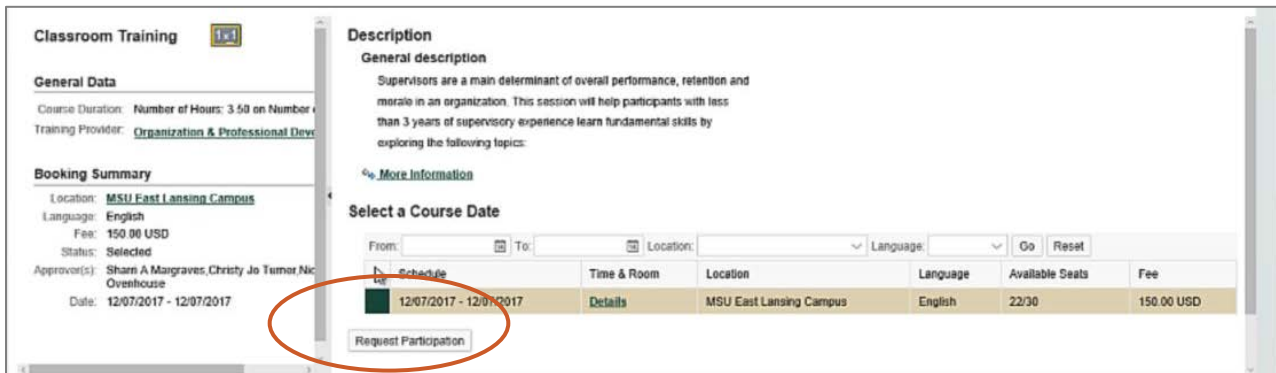 Classroom Training
1x1
General Data
Course Duration: Number of Hours: 3.50 on Number
Training Provider: Organization & Professional Deve
Booking Summary
Location: MSU East Lansing Campus
Language: English
Fee: 150.00 USD
Status: Selected
Approver(s): Sharri A Margraves,Christy Jo Turner,Nic
Ovenhouse
Date: 12/07/2017 - 12/07/2017
Description
General description
Supervisors are a main determinant of overall performance, retention and
morale in an organization. This session will help participants with less
than 3 years of supervisory experience learn fundamental skills by
exploring the following topics:
More Information
Select a Course Date
From: To: Location: Language: Go Reset
Schedule Time & Room Location Language Available Seats Fee
12/07/2017 - 12/07/2017 Details MSU East Lansing Campus English 22/30 150.00 USD
Request Participation